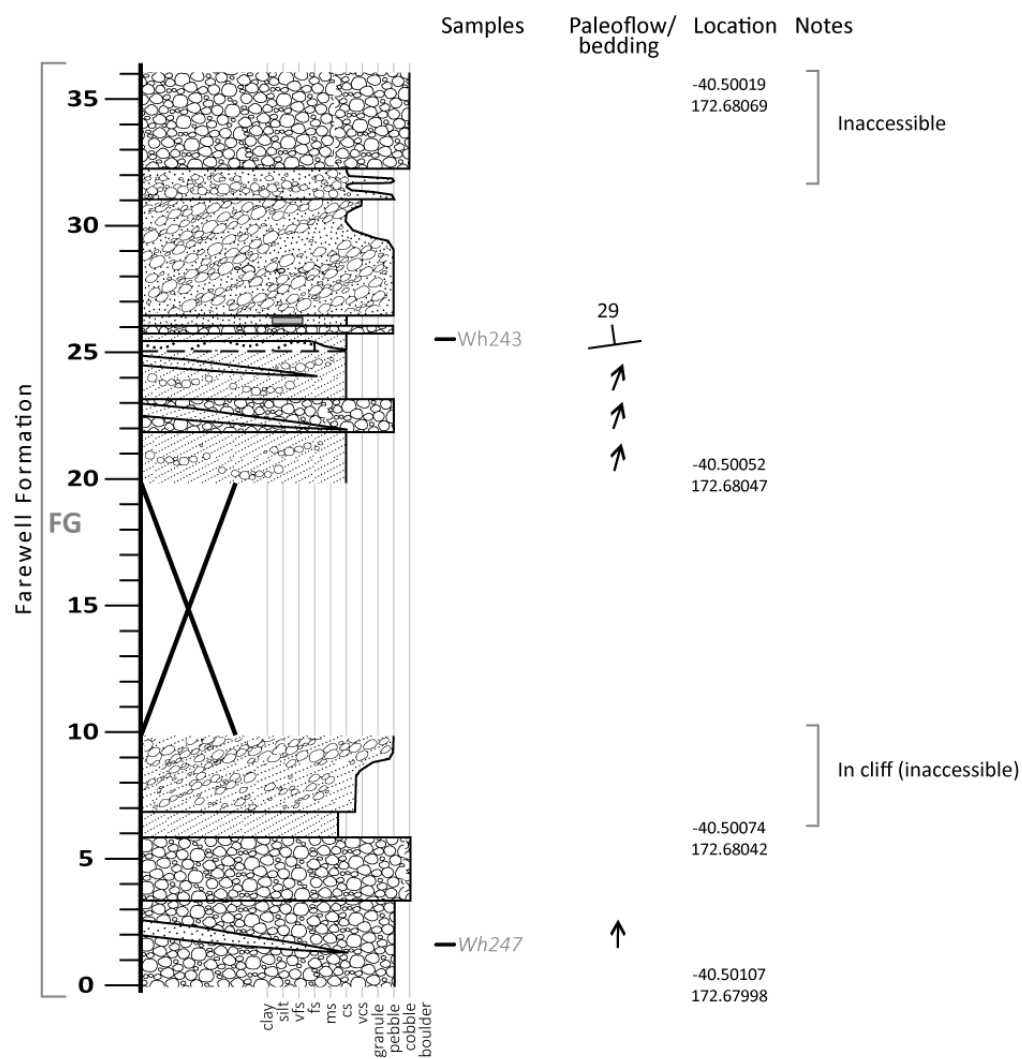 Samples
Paleoflow/
bedding
Location
Notes
35
-40.50019
172.68069
Inaccessible
30
29
Wh243
25
Farewell Formation
FG
20
-40.50052
172.68047
15
10
In cliff (inaccessible)
-40.50074
172.68042
5
Wh247
0
-40.50107
172.67998
clay
silt
vfs
fs
ms
cs
vcs
granule
pebble
cobble
boulder